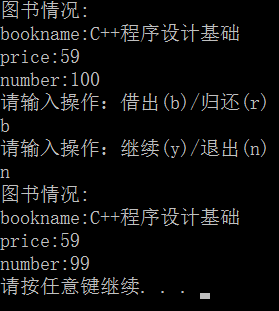 图书情况:
bookname:C++程序设计基础
price:59
number:100
请输入操作：借出(b)/归还(r)
b
请输入操作：继续(y)/退出(n)
n
图书情况:
bookname:C++程序设计基础
price:59
number:99
请按任意键继续. . .